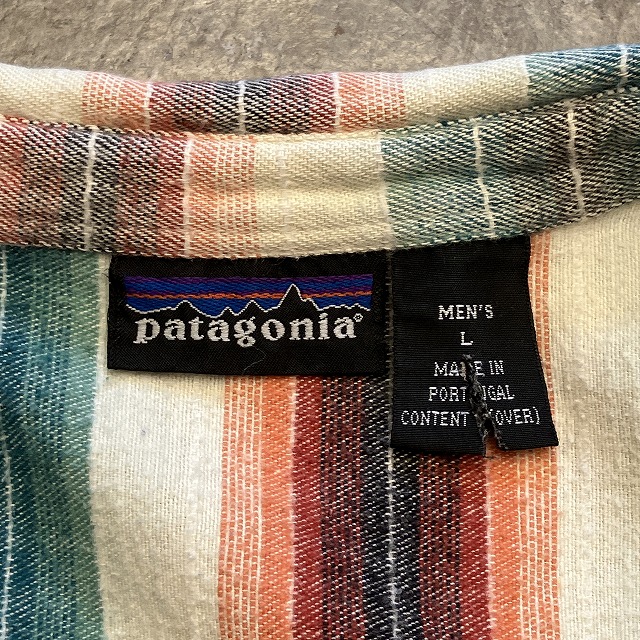 patagonia®
MEN'S
L
MADE IN
PORTUGAL
CONTENT (OVER)